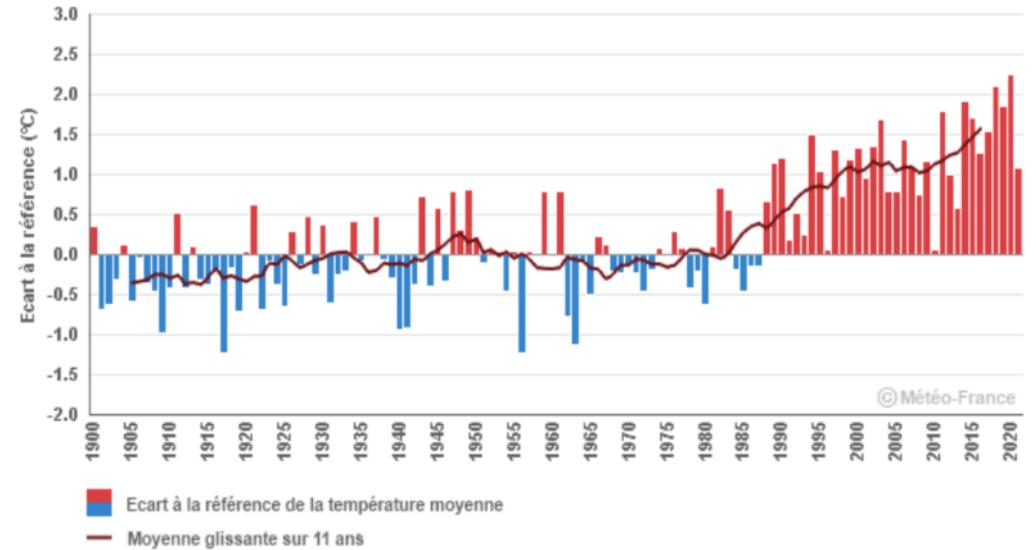 3.0
2.5
2.0
1.5
1.0
0.5
0.0
-0.5
-1.0
-1.5
-2.0
Ecart à la référence (°C)
© Météo-France
1900 1905 1910 1915 1920 1925 1930 1935 1940 1945 1950 1955 1960 1965 1970 1975 1980 1985 1990 1995 2000 2005 2010 2015 2020
Ecart à la référence de la température moyenne
Moyenne glissante sur 11 ans